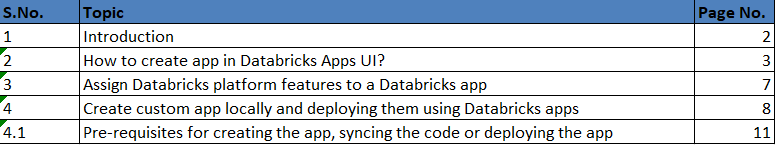 S.No. Topic Page No.
1 Introduction 2
2 How to create app in Databricks Apps UI? 3
3 Assign Databricks platform features to a Databricks app 7
4 Create custom app locally and deploying them using Databricks apps 8
4.1 Pre-requisites for creating the app, syncing the code or deploying the app 11